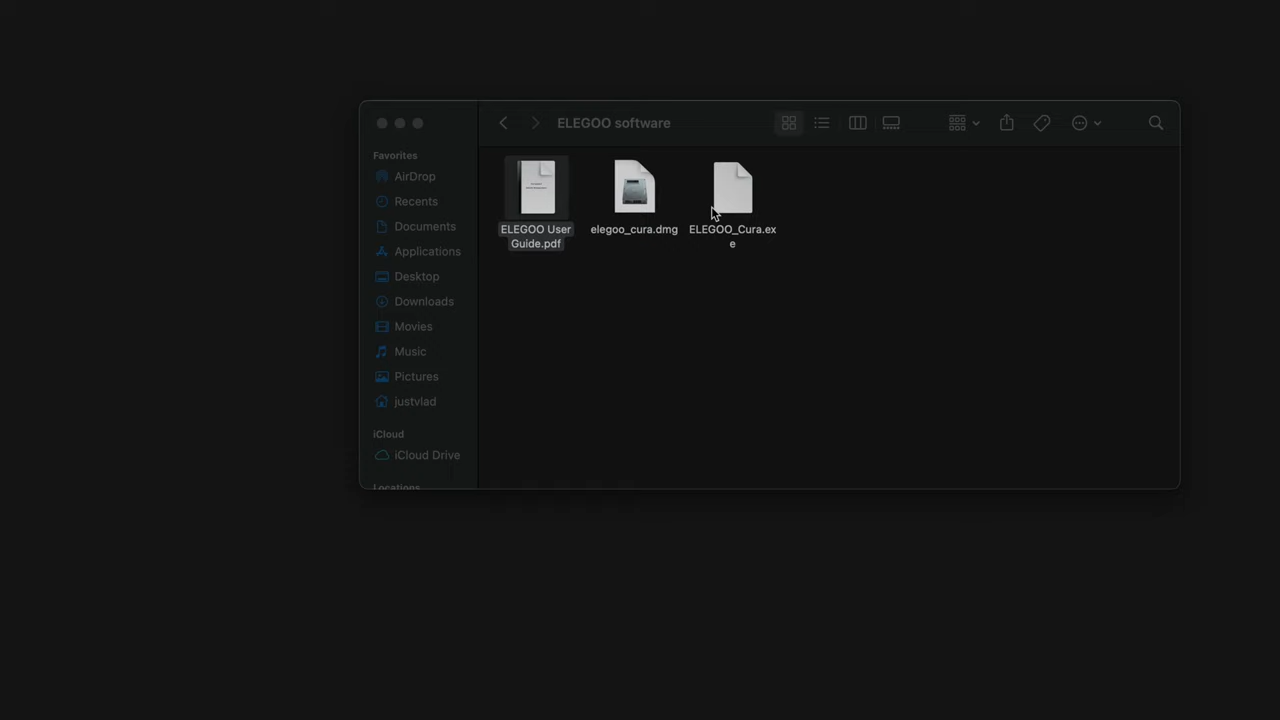 ELEGOO software
Favorites
AirDrop
Recents
Documents
Applications
Desktop
Downloads
Movies
Music
Pictures
justvlad
iCloud
iCloud Drive
Locations
ELEGOO User
Guide.pdf
elegoo_cura.dmg
ELEGOO_Cura.ex
e